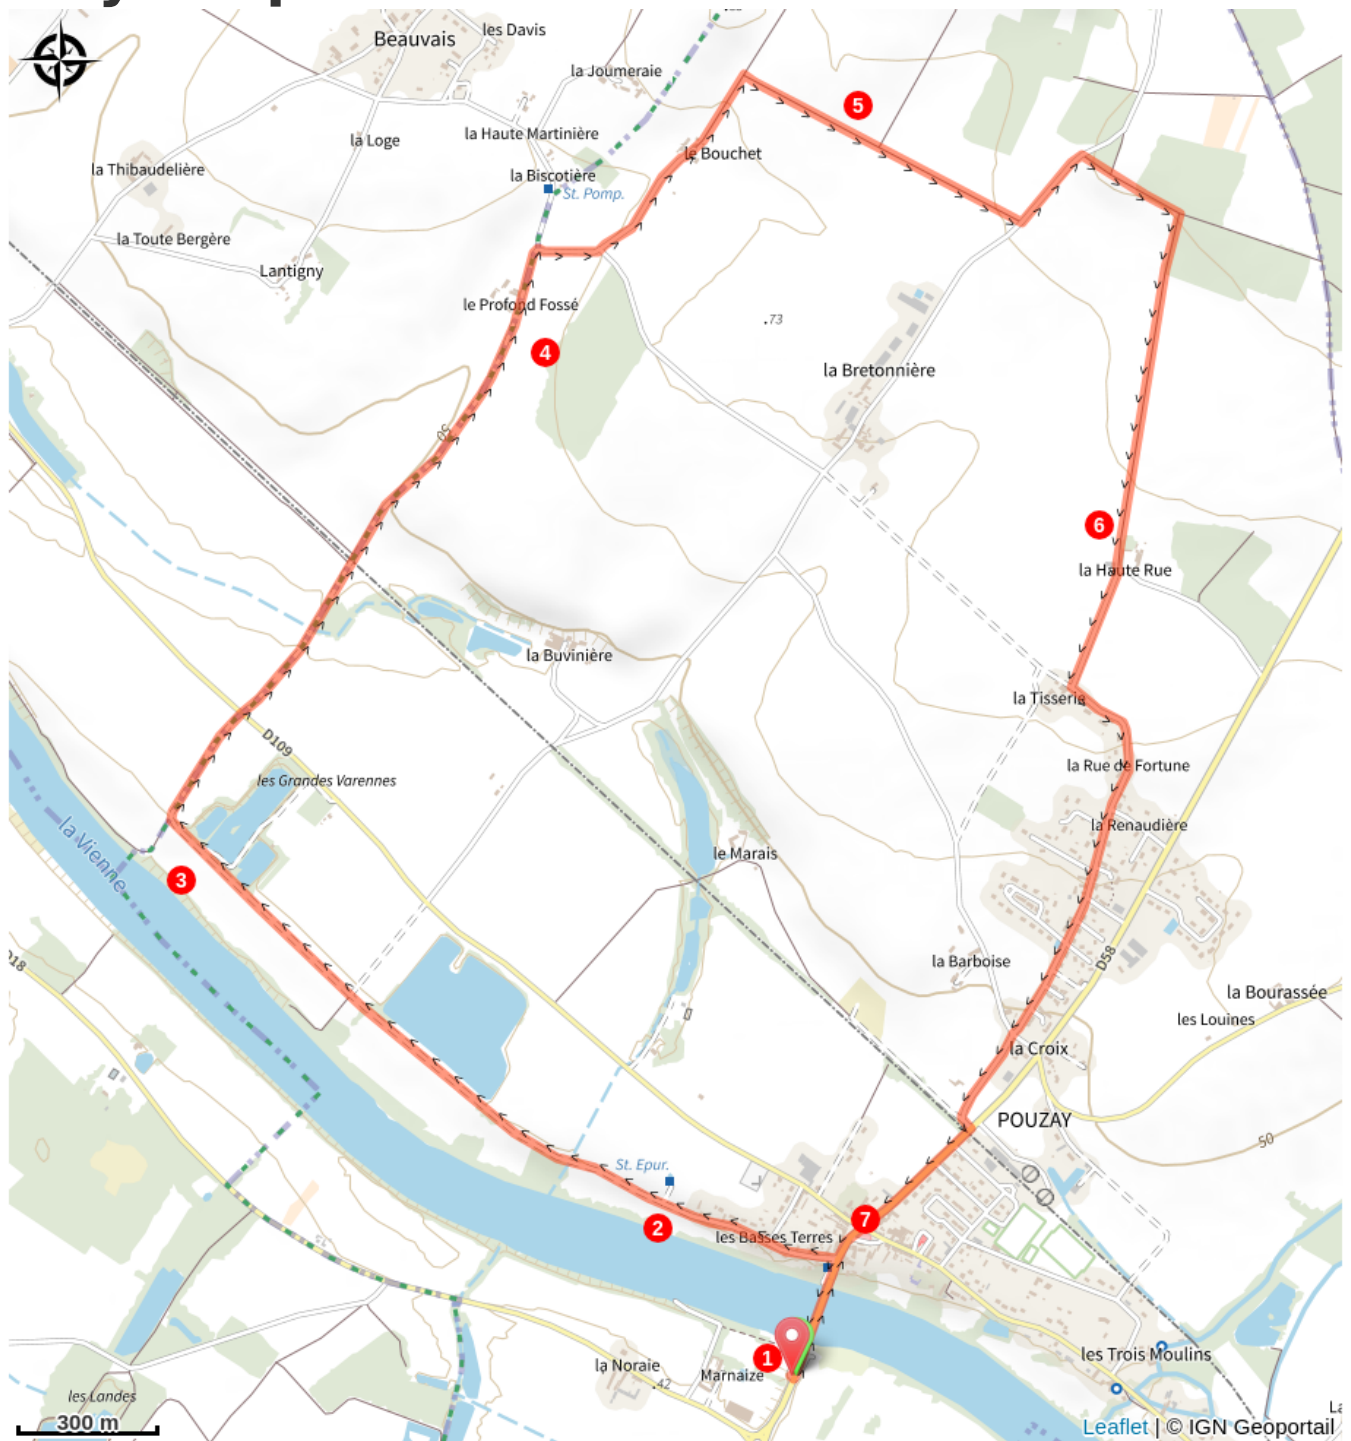 Beauvais
les Davis
la Joumeraie
la Loge
la Haute Martinière
la Thibaudelière
la Biscotière
St. Pomp.
le Bouchet
5
la Toute Bergère
Lantigny
le Profond Fossé
4
73
la Bretonnière
50
6
la Haute Rue
la Buvinière
la Tisserie
D109
les Grandes Varennes
la Rue de Fortune
la Renaudière
la Vienne
le Marais
3
D18
la Barboise
D58
la Bourassée
les Louines
la Croix
POUZAY
50
St. Epur.
2
7
les Basses Terres
1
la Noraie
Marnaize
42
les Trois Moulins
les Landes
300 m
Leaflet | © IGN Geoportail